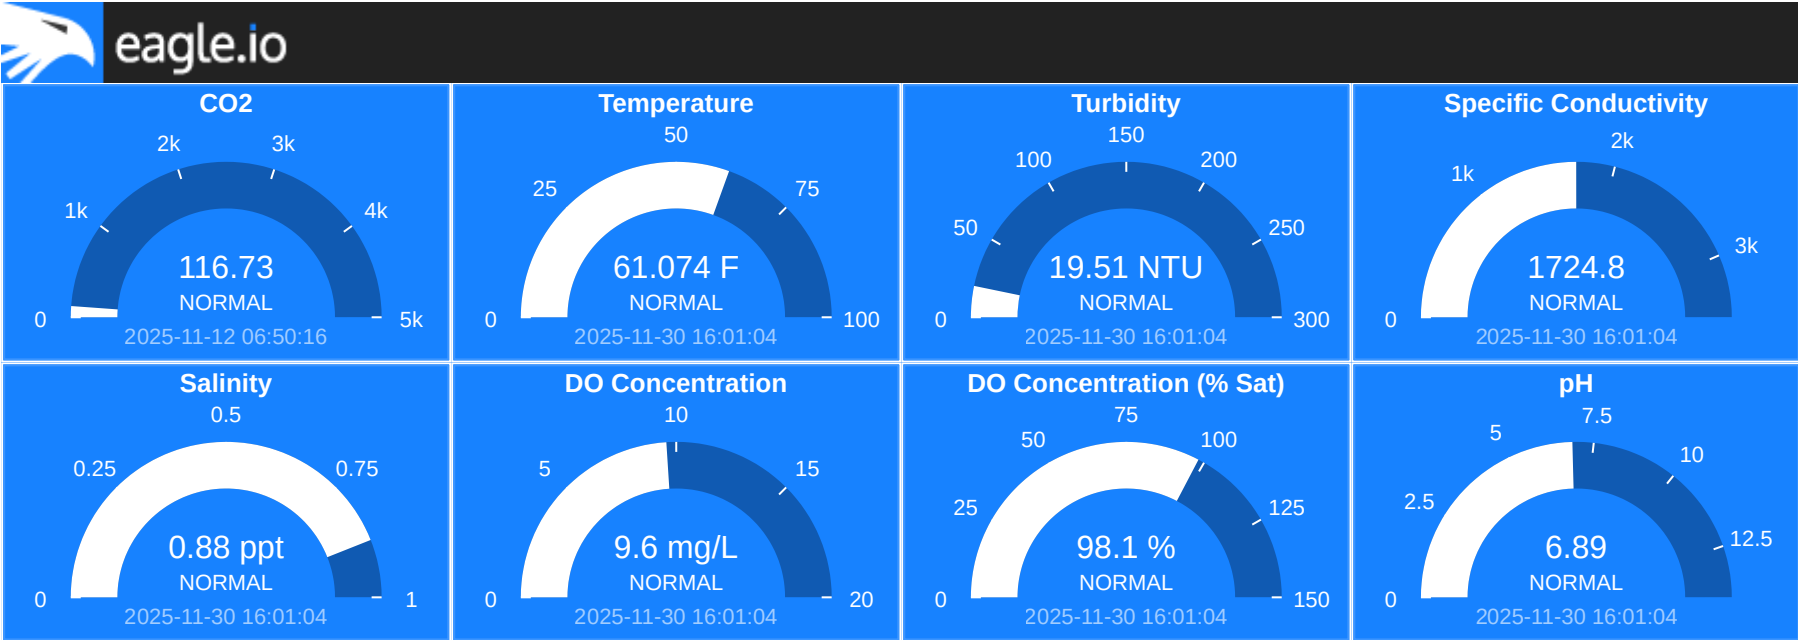 eagle.io
CO2
0
1k
2k
3k
4k
5k
116.73
NORMAL
2025-11-12 06:50:16
Temperature
0
25
50
75
100
61.074 F
NORMAL
2025-11-30 16:01:04
Turbidity
0
50
100
150
200
250
300
19.51 NTU
NORMAL
2025-11-30 16:01:04
Specific Conductivity
0
1k
2k
3k
1724.8
NORMAL
2025-11-30 16:01:04
Salinity
0
0.25
0.5
0.75
1
0.88 ppt
NORMAL
2025-11-30 16:01:04
DO Concentration
0
5
10
15
20
9.6 mg/L
NORMAL
2025-11-30 16:01:04
DO Concentration (% Sat)
0
25
50
75
100
125
150
98.1 %
NORMAL
2025-11-30 16:01:04
pH
0
2.5
5
7.5
10
12.5
6.89
NORMAL
2025-11-30 16:01:04